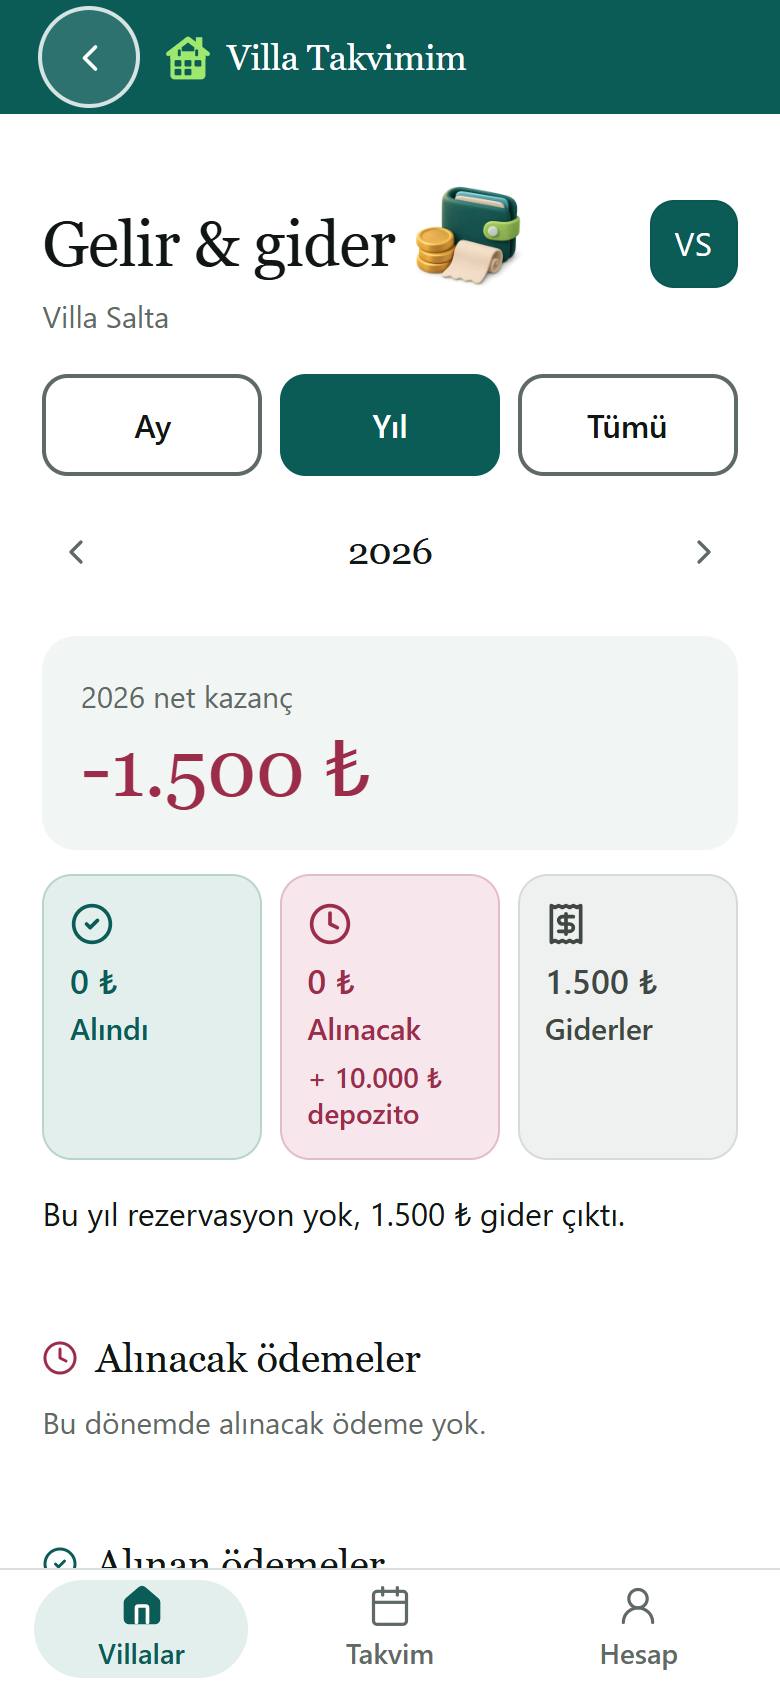 Villa Takvimim
Gelir & gider
VS
Villa Salta
Ay
Yıl
Tümü
2026
2026 net kazanç
-1.500 ₺
0 ₺
Alındı
0 ₺
Alınacak
+ 10.000 ₺
depozito
1.500 ₺
Giderler
Bu yıl rezervasyon yok, 1.500 ₺ gider çıktı.
Alınacak ödemeler
Bu dönemde alınacak ödeme yok.
Alınan ödemeler
Villalar
Takvim
Hesap